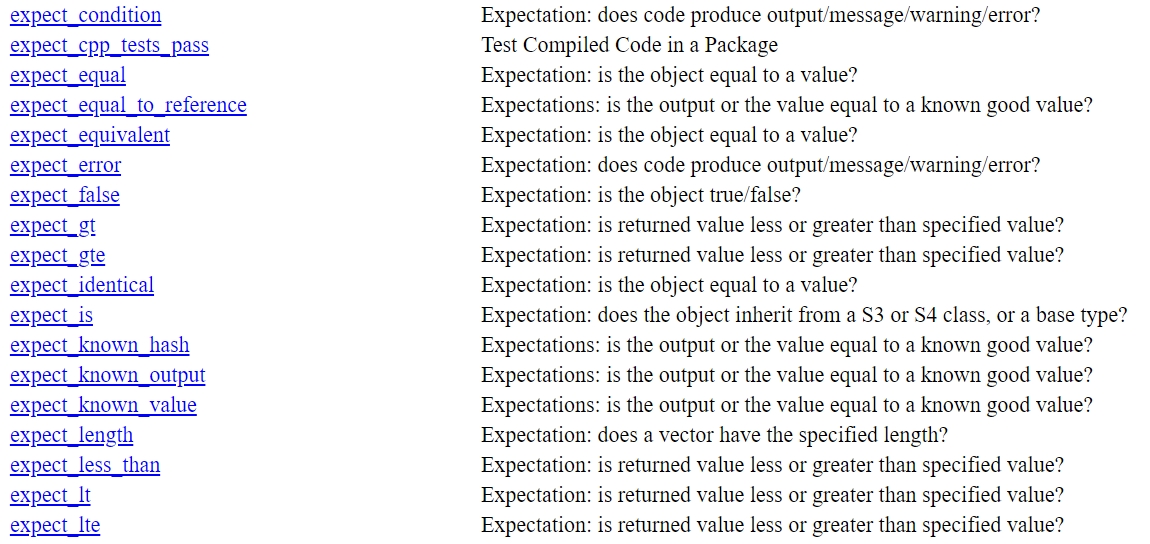 expect_condition Expectation: does code produce output/message/warning/error?
expect_cpp_tests_pass Test Compiled Code in a Package
expect_equal Expectation: is the object equal to a value?
expect_equal_to_reference Expectations: is the output or the value equal to a known good value?
expect_equivalent Expectation: is the object equal to a value?
expect_error Expectation: does code produce output/message/warning/error?
expect_false Expectation: is the object true/false?
expect_gt Expectation: is returned value less or greater than specified value?
expect_gte Expectation: is returned value less or greater than specified value?
expect_identical Expectation: is the object equal to a value?
expect_is Expectation: does the object inherit from a S3 or S4 class, or a base type?
expect_known_hash Expectations: is the output or the value equal to a known good value?
expect_known_output Expectations: is the output or the value equal to a known good value?
expect_known_value Expectations: is the output or the value equal to a known good value?
expect_length Expectation: does a vector have the specified length?
expect_less_than Expectation: is returned value less or greater than specified value?
expect_lt Expectation: is returned value less or greater than specified value?
expect_lte Expectation: is returned value less or greater than specified value?